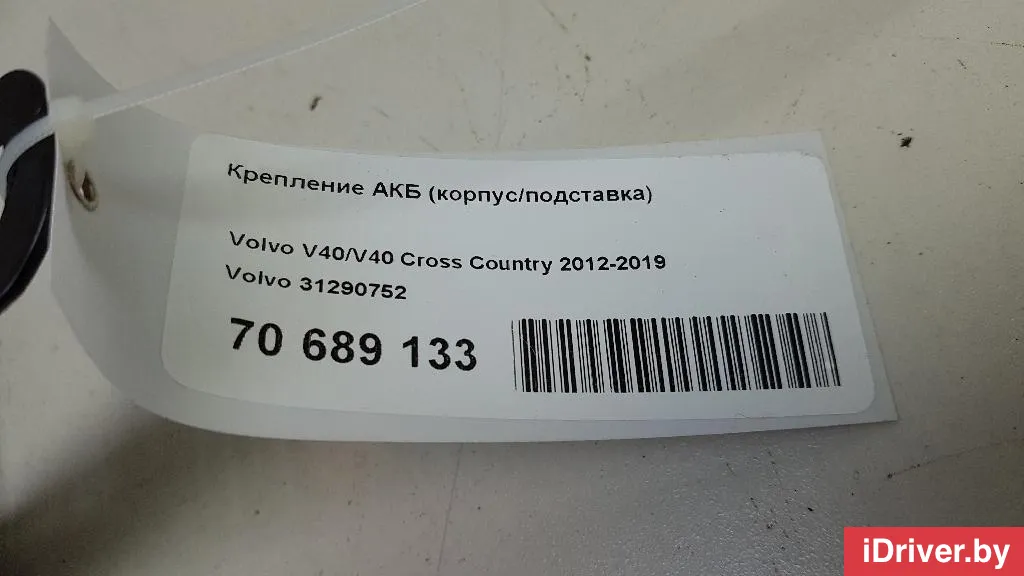 Крепление АКБ (корпус/подставка)
Volvo V40/V40 Cross Country 2012-2019
Volvo 31290752
70 689 133
iDriver.by